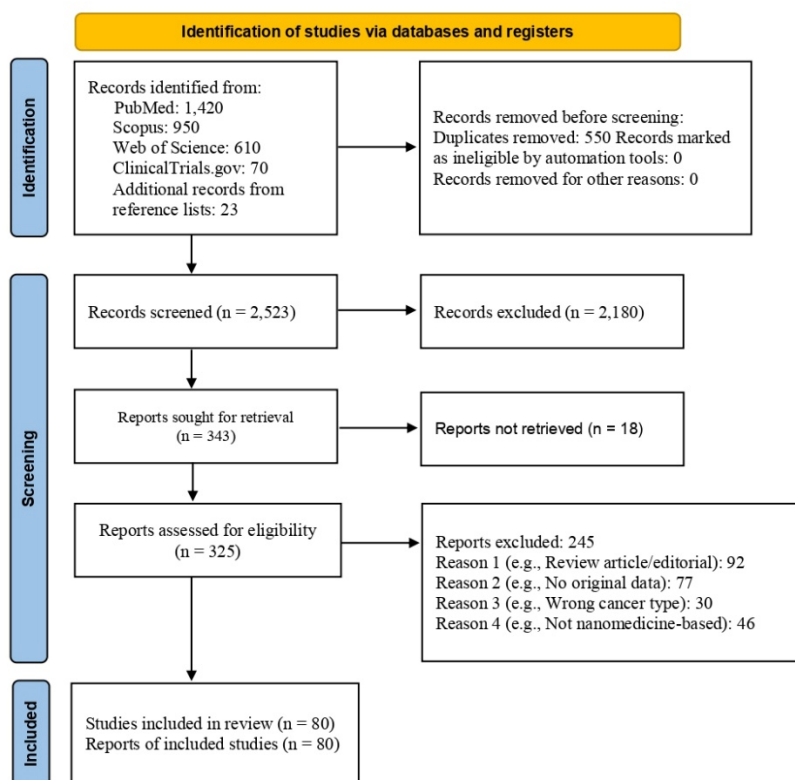 Identification of studies via databases and registers
Identification
Records identified from:
PubMed: 1,420
Scopus: 950
Web of Science: 610
ClinicalTrials.gov: 70
Additional records from
reference lists: 23
Records removed before screening:
Duplicates removed: 550 Records marked
as ineligible by automation tools: 0
Records removed for other reasons: 0
Screening
Records screened (n = 2,523)
Records excluded (n = 2,180)
Reports sought for retrieval
(n = 343)
Reports not retrieved (n = 18)
Reports assessed for eligibility
(n = 325)
Reports excluded: 245
Reason 1 (e.g., Review article/editorial): 92
Reason 2 (e.g., No original data): 77
Reason 3 (e.g., Wrong cancer type): 30
Reason 4 (e.g., Not nanomedicine-based): 46
Included
Studies included in review (n = 80)
Reports of included studies (n = 80)